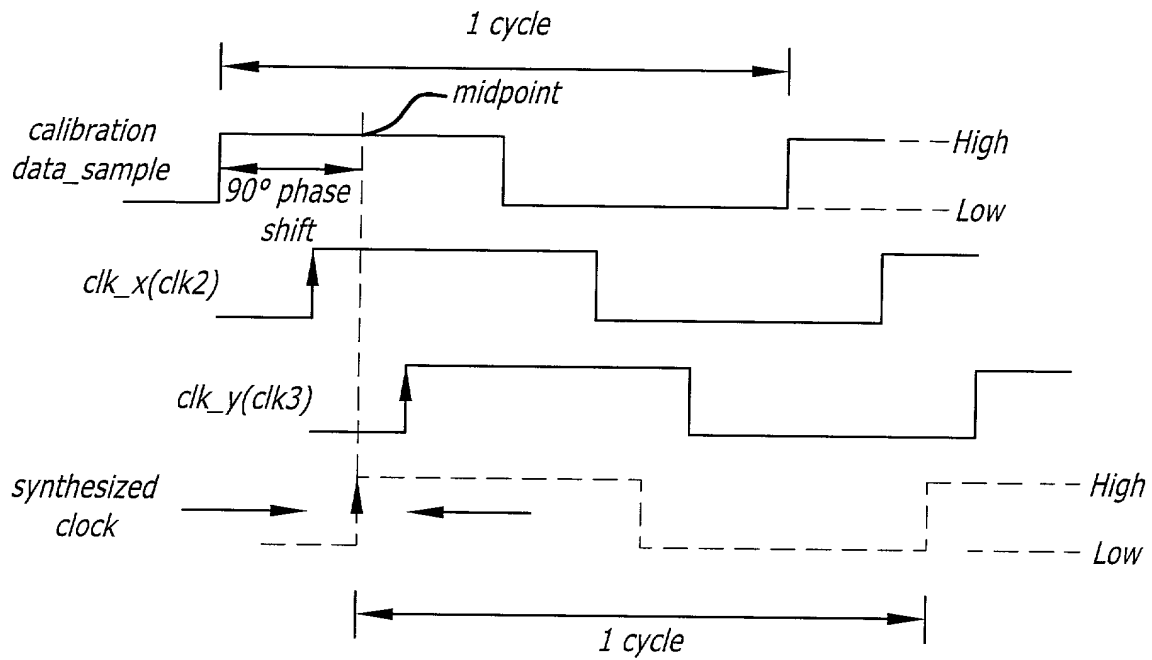 1 cycle
midpoint
calibration
data_sample
High
90° phase
shift
Low
clk_x(clk2)
clk_y(clk3)
synthesized
clock
High
Low
1 cycle